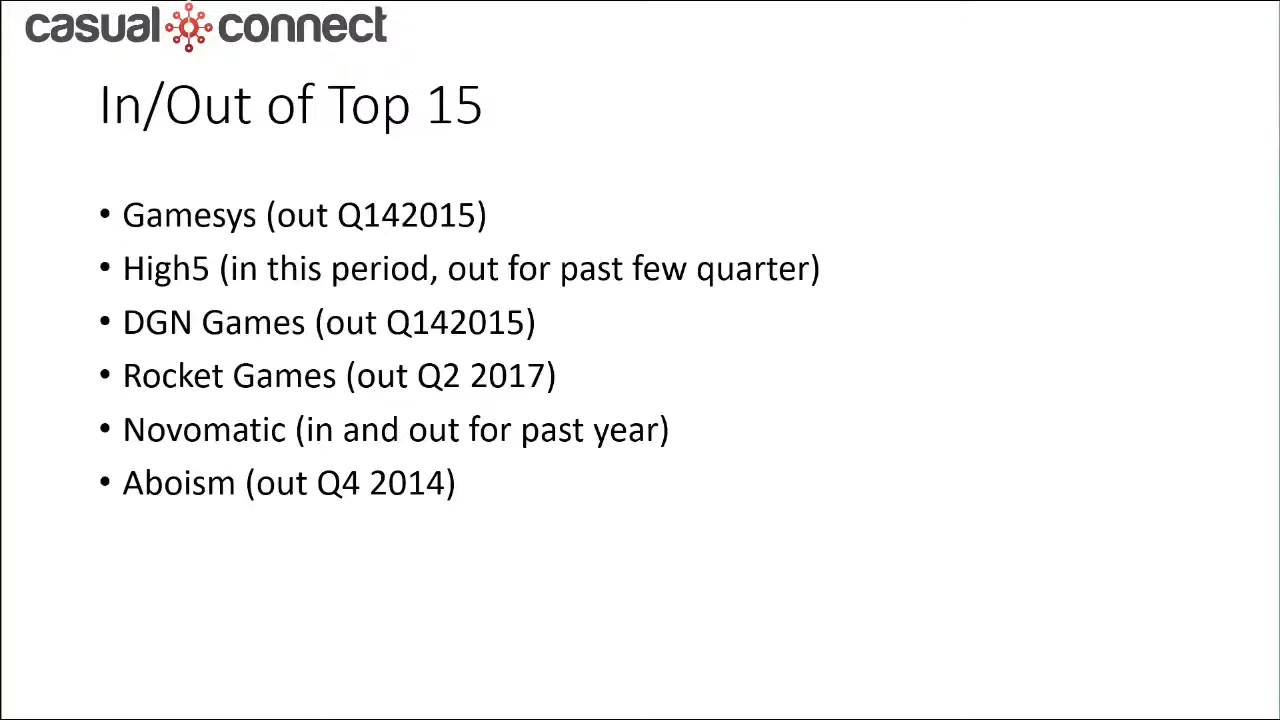 casual connect
In/Out of Top 15
• Gamesys (out Q142015)
• High5 (in this period, out for past few quarter)
• DGN Games (out Q142015)
• Rocket Games (out Q2 2017)
• Novomatic (in and out for past year)
• Aboism (out Q4 2014)